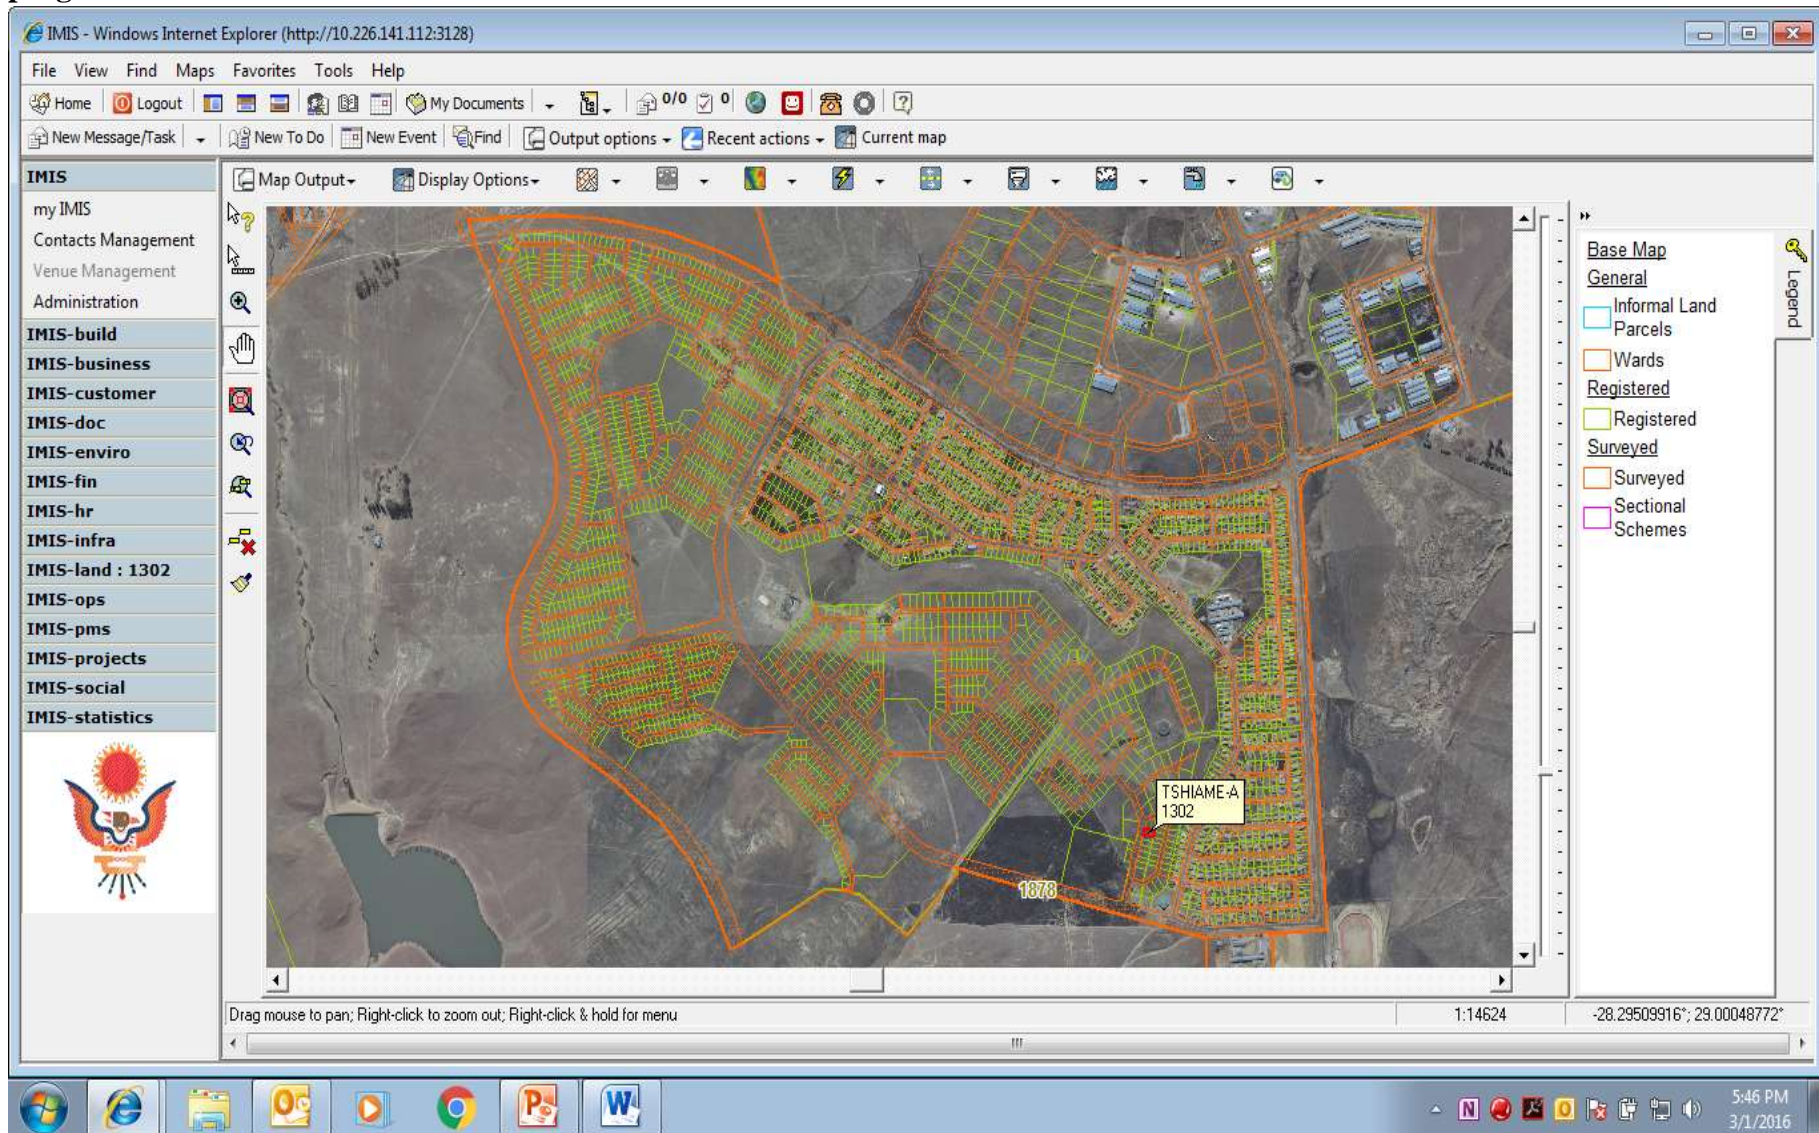 IMIS - Windows Internet Explorer (http://10.226.141.112:3128)
File View Find Maps Favorites Tools Help
Home Logout My Documents 0/0 0
New Message/Task New To Do New Event Find Output options Recent actions Current map
IMIS
my IMIS
Contacts Management
Venue Management
Administration
IMIS-build
IMIS-business
IMIS-customer
IMIS-doc
IMIS-enviro
IMIS-fin
IMIS-hr
IMIS-infra
IMIS-land : 1302
IMIS-ops
IMIS-pms
IMIS-projects
IMIS-social
IMIS-statistics
Map Output Display Options
TSHIAME-A
1302
1878
Base Map
General
Informal Land
Parcels
Wards
Registered
Registered
Surveyed
Surveyed
Sectional
Schemes
Legend
Drag mouse to pan; Right-click to zoom out; Right-click & hold for menu
1:14624
-28.29509916°; 29.00048772°
5:46 PM
3/1/2016